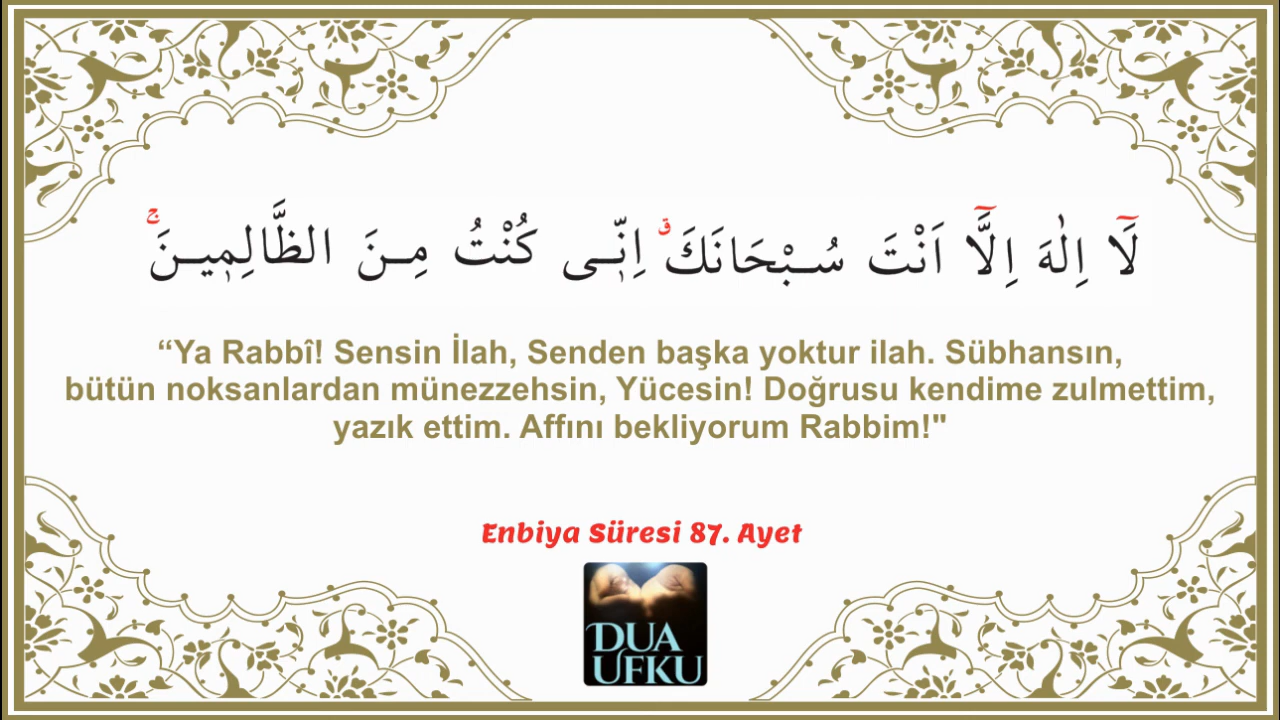 لَٓا اِلٰهَ اِلَّٓا اَنْتَ سُبْحَانَكَۗ اِنّ۪ى كُنْتُ مِنَ الظَّالِم۪ينَۚ
“Ya Rabbî! Sensin İlah, Senden başka yoktur ilah. Sübhansın,
bütün noksanlardan münezzehsin, Yücesin! Doğrusu kendime zulmettim,
yazık ettim. Affını bekliyorum Rabbim!"
Enbiya Süresi 87. Ayet
DUA
UFKU